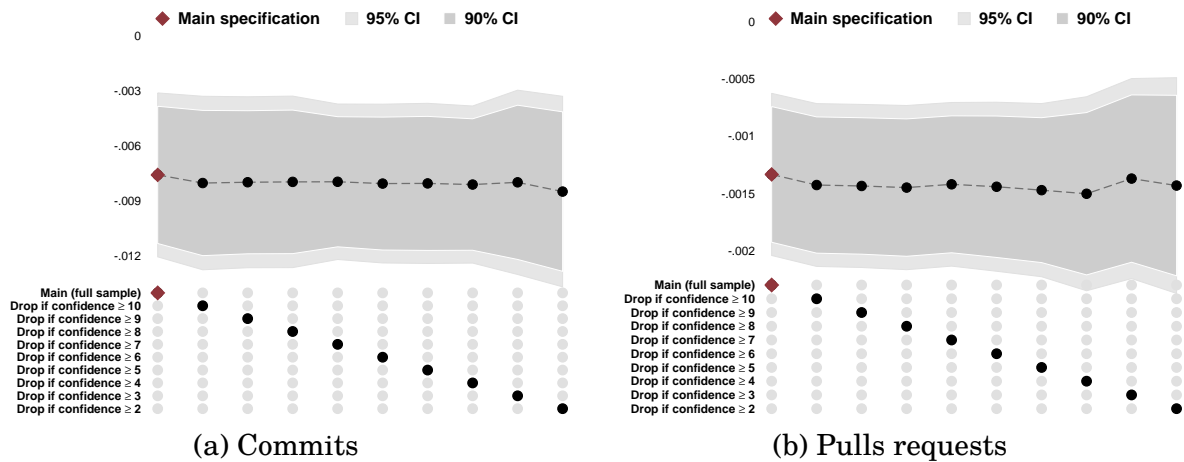 Main specification 95% CI 90% CI
0
-.003
-.006
-.009
-.012
Main (full sample)
Drop if confidence ≥ 10
Drop if confidence ≥ 9
Drop if confidence ≥ 8
Drop if confidence ≥ 7
Drop if confidence ≥ 6
Drop if confidence ≥ 5
Drop if confidence ≥ 4
Drop if confidence ≥ 3
Drop if confidence ≥ 2
(a) Commits
Main specification 95% CI 90% CI
0
-.0005
-.001
-.0015
-.002
Main (full sample)
Drop if confidence ≥ 10
Drop if confidence ≥ 9
Drop if confidence ≥ 8
Drop if confidence ≥ 7
Drop if confidence ≥ 6
Drop if confidence ≥ 5
Drop if confidence ≥ 4
Drop if confidence ≥ 3
Drop if confidence ≥ 2
(b) Pulls requests